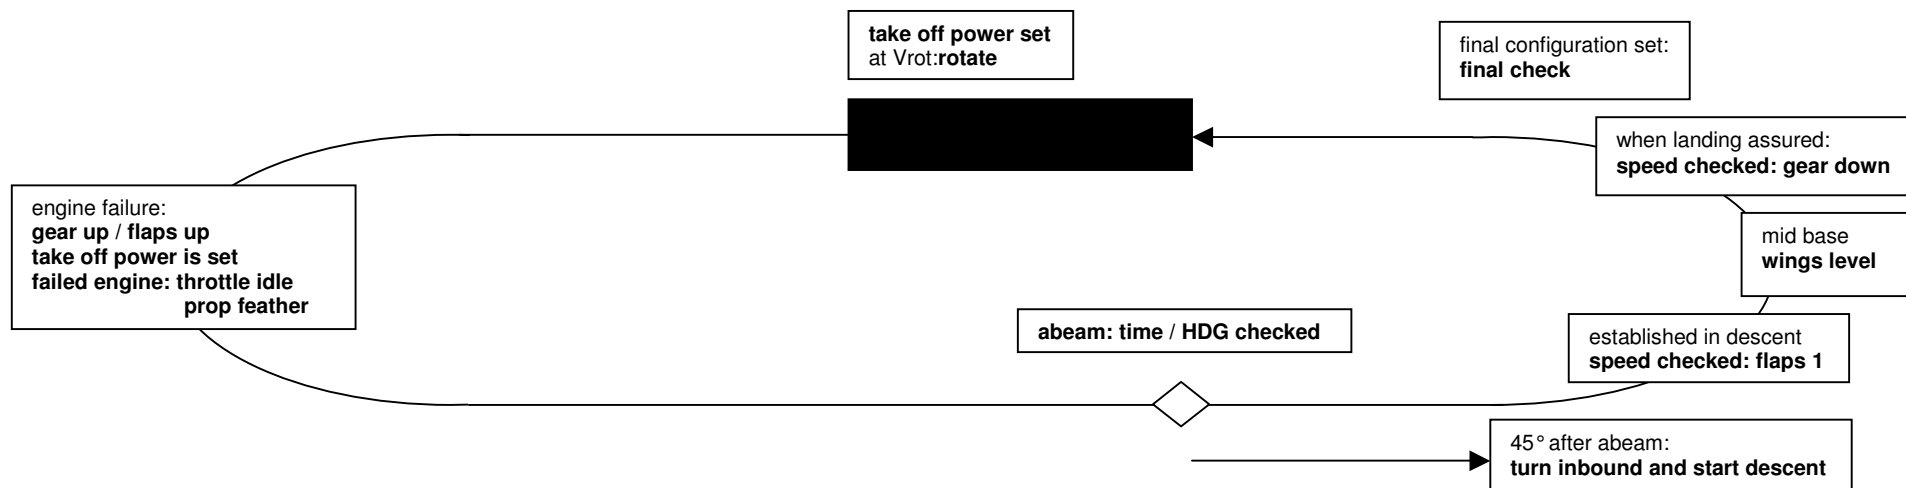 take off power set
at Vrot:rotate
final configuration set:
final check
when landing assured:
speed checked: gear down
engine failure:
gear up / flaps up
take off power is set
failed engine: throttle idle
prop feather
mid base
wings level
abeam: time / HDG checked
established in descent
speed checked: flaps 1
45° after abeam:
turn inbound and start descent